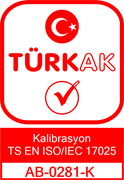 TÜRKAK
Kalibrasyon
TS EN ISO/IEC 17025
AB-0281-K